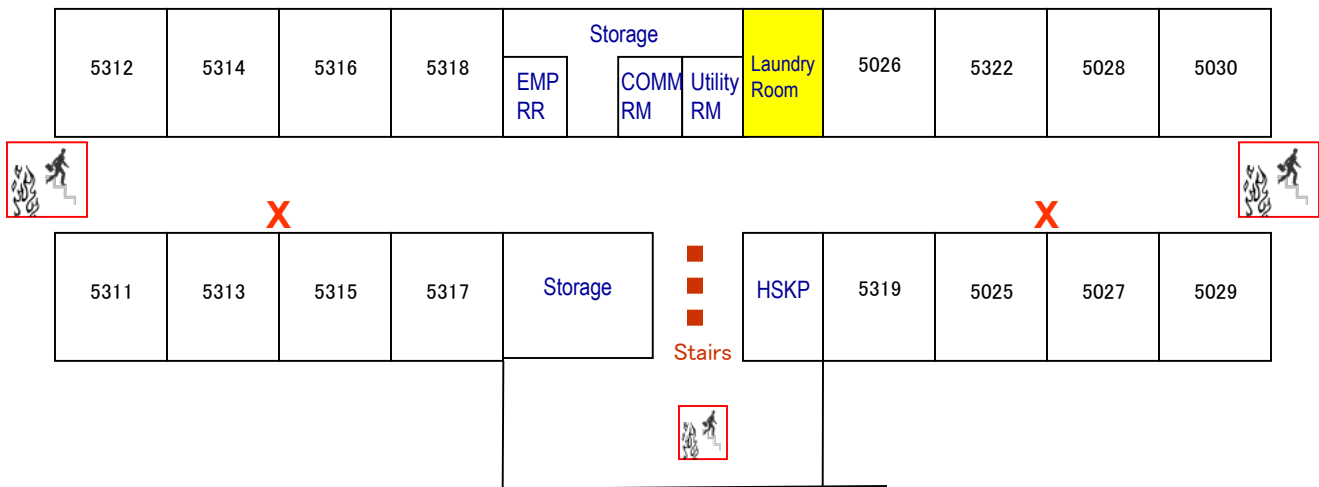 5312
5314
5316
5318
Storage
EMP
RR
COMM
RM
Utility
RM
Laundry
Room
5026
5322
5028
5030
X
X
5311
5313
5315
5317
Storage
HSKP
5319
5025
5027
5029
Stairs